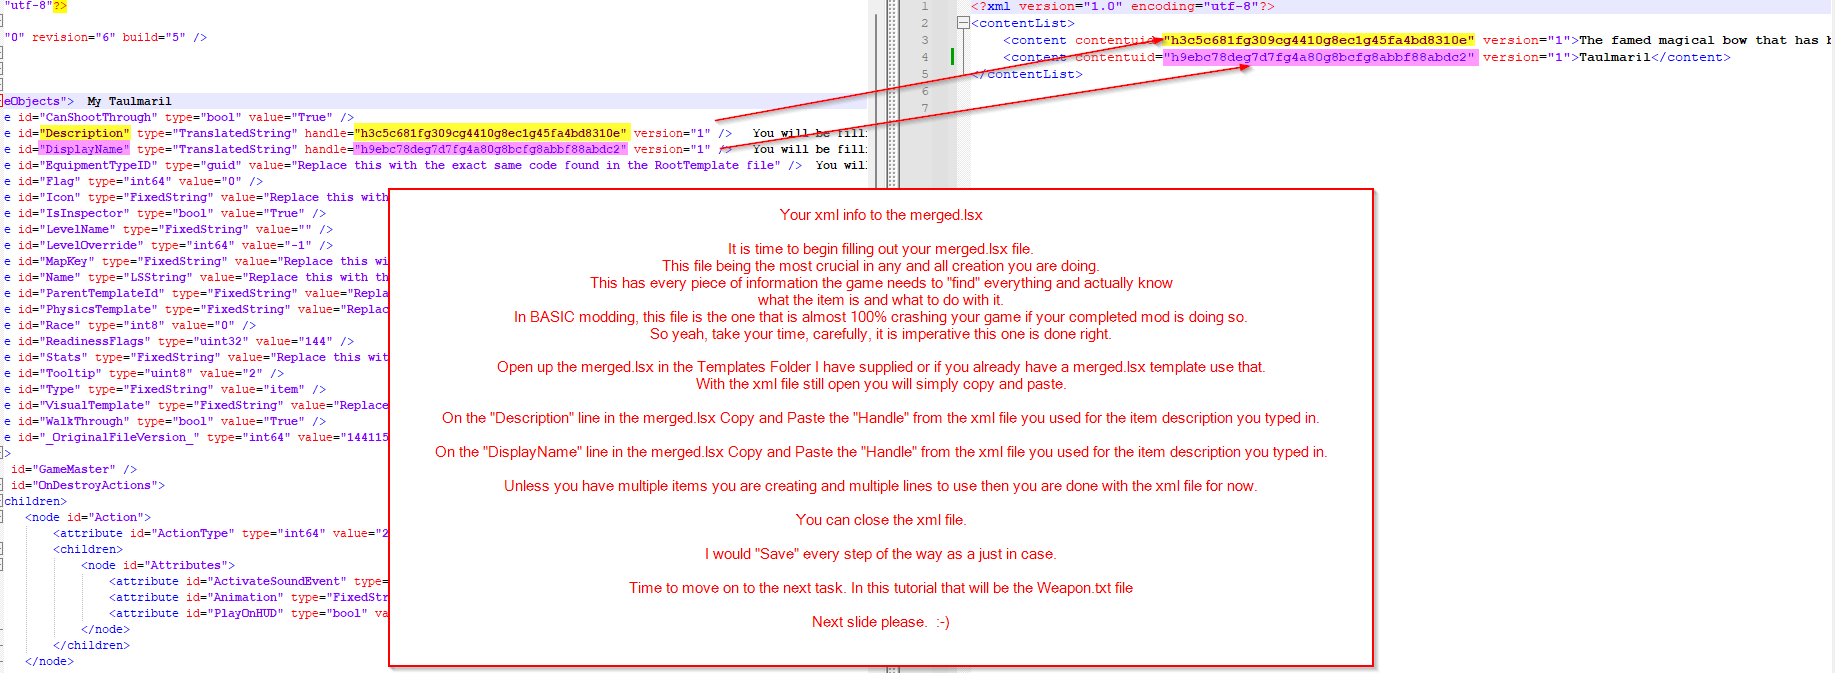 "utf-8"?>
"0" revision="6" build="5" />
eObjects">  My Taulmaril
e id="CanShootThrough" type="bool" value="True" />
e id="Description" type="TranslatedString" handle="h3c5c681fg309cg4410g8ec1g45fa4bd8310e" version="1" />   You will be filli
e id="DisplayName" type="TranslatedString" handle="h9ebc78deg7d7fg4a80g8bcfg8abbf88abdc2" version="1" />   You will be filli
e id="EquipmentTypeID" type="guid" value="Replace this with the exact same code found in the RootTemplate file" />  You wil
e id="Flag" type="int64" value="0" />
e id="Icon" type="FixedString" value="Replace this with
e id="IsInspector" type="bool" value="True" />
e id="LevelName" type="FixedString" value="" />
e id="LevelOverride" type="int64" value="-1" />
e id="MapKey" type="FixedString" value="Replace this wi
e id="Name" type="LSString" value="Replace this with th
e id="ParentTemplateId" type="FixedString" value="Repla
e id="PhysicsTemplate" type="FixedString" value="Replac
e id="Race" type="int8" value="0" />
e id="ReadinessFlags" type="uint32" value="144" />
e id="Stats" type="FixedString" value="Replace this wit
e id="Tooltip" type="uint8" value="2" />
e id="Type" type="FixedString" value="item" />
e id="VisualTemplate" type="FixedString" value="Replace
e id="WalkThrough" type="bool" value="True" />
e id="_OriginalFileVersion_" type="int64" value="144115
>
id="GameMaster" />
id="OnDestroyActions">
children>
<node id="Action">
<attribute id="ActionType" type="int64" value="2
<children>
<node id="Attributes">
<attribute id="ActivateSoundEvent" type=
<attribute id="Animation" type="FixedStr
<attribute id="PlayOnHUD" type="bool" va
</node>
</children>
</node>
1 <?xml version="1.0" encoding="utf-8"?>
2 <contentList>
3 <content contentuid="h3c5c681fg309cg4410g8ec1g45fa4bd8310e" version="1">The famed magical bow that has b
4 <content contentuid="h9ebc78deg7d7fg4a80g8bcfg8abbf88abdc2" version="1">Taulmaril</content>
5 </contentList>
6
7
Your xml info to the merged.lsx
It is time to begin filling out your merged.lsx file.
This file being the most crucial in any and all creation you are doing.
This has every piece of information the game needs to "find" everything and actually know
what the item is and what to do with it.
In BASIC modding, this file is the one that is almost 100% crashing your game if your completed mod is doing so.
So yeah, take your time, carefully, it is imperative this one is done right.
Open up the merged.lsx in the Templates Folder I have supplied or if you already have a merged.lsx template use that.
With the xml file still open you will simply copy and paste.
On the "Description" line in the merged.lsx Copy and Paste the "Handle" from the xml file you used for the item description you typed in.
On the "DisplayName" line in the merged.lsx Copy and Paste the "Handle" from the xml file you used for the item description you typed in.
Unless you have multiple items you are creating and multiple lines to use then you are done with the xml file for now.
You can close the xml file.
I would "Save" every step of the way as a just in case.
Time to move on to the next task. In this tutorial that will be the Weapon.txt file
Next slide please.  :-)